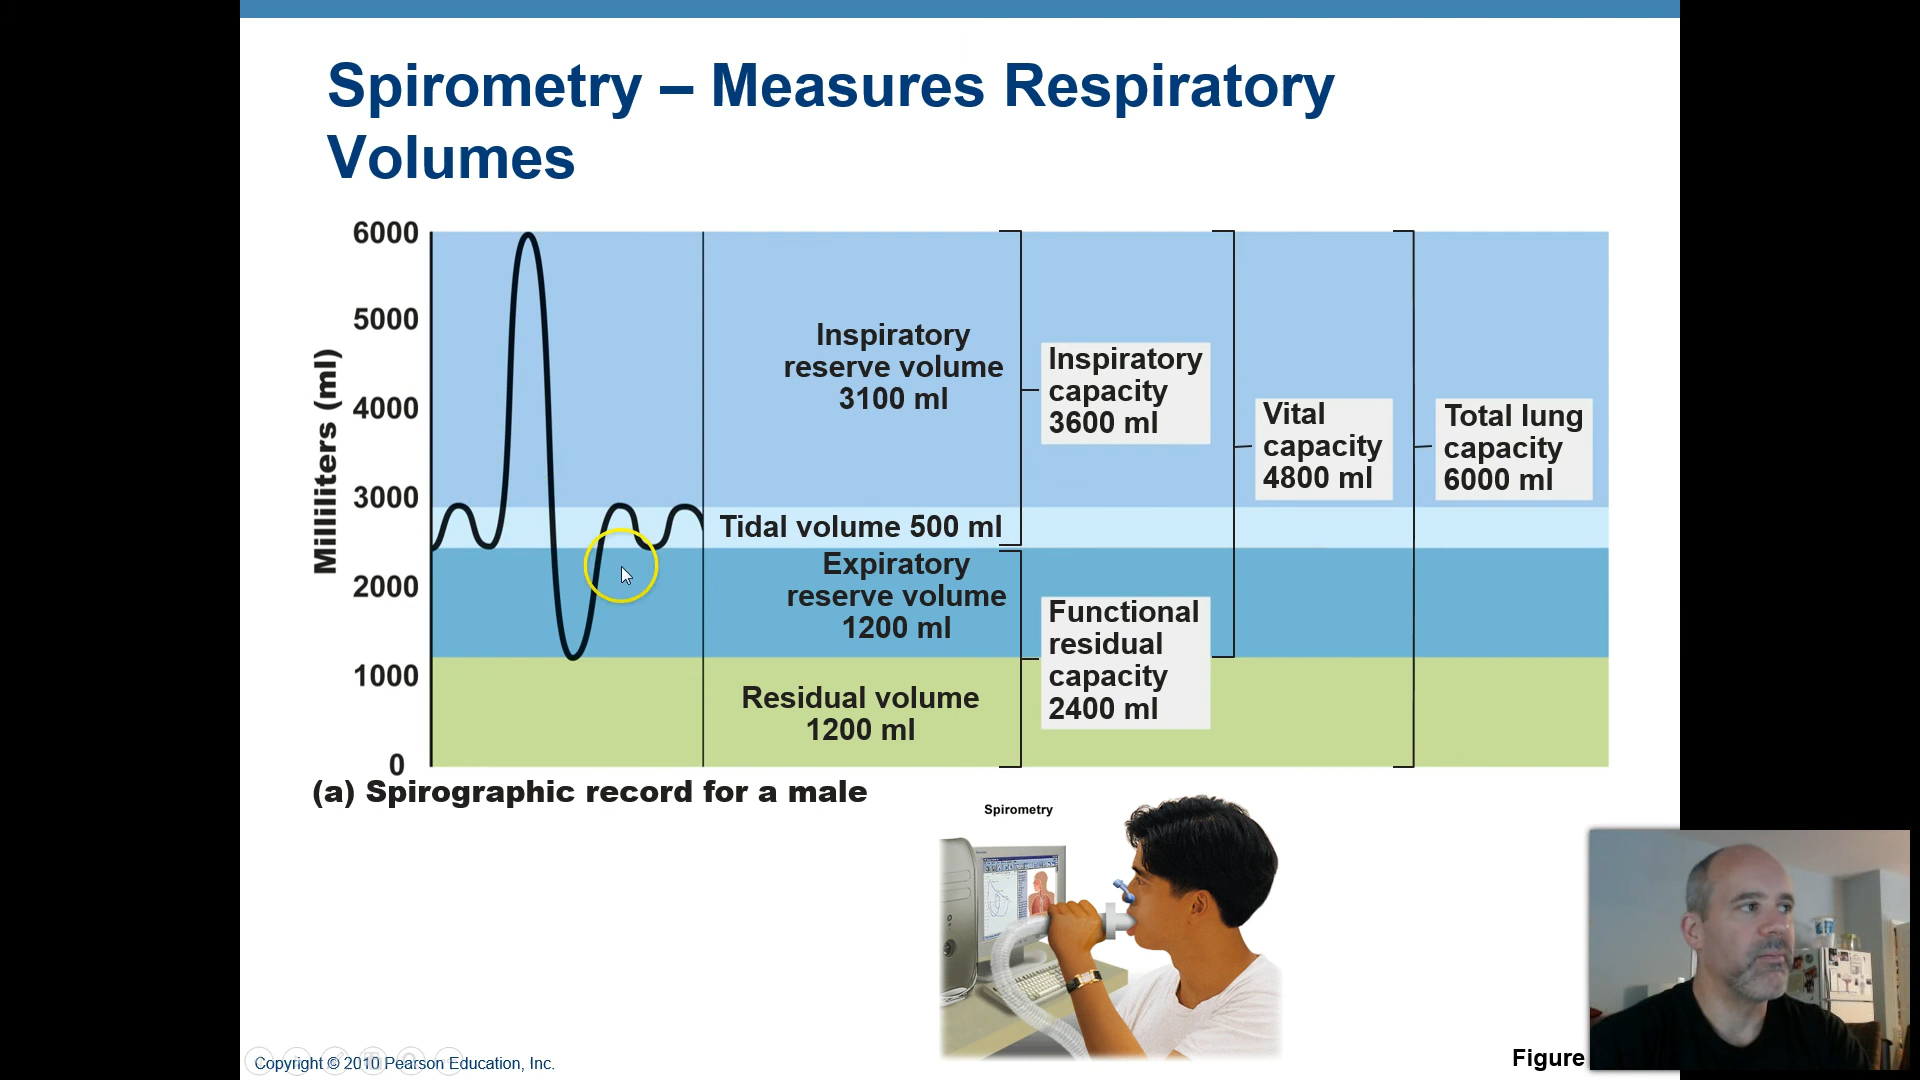 Spirometry – Measures Respiratory
Volumes
Milliliters (ml)
6000
5000
4000
3000
2000
1000
0
Inspiratory
reserve volume
3100 ml
Tidal volume 500 ml
Expiratory
reserve volume
1200 ml
Residual volume
1200 ml
Inspiratory
capacity
3600 ml
Functional
residual
capacity
2400 ml
Vital
capacity
4800 ml
Total lung
capacity
6000 ml
(a) Spirographic record for a male
Spirometry
Copyright © 2010 Pearson Education, Inc.
Figure